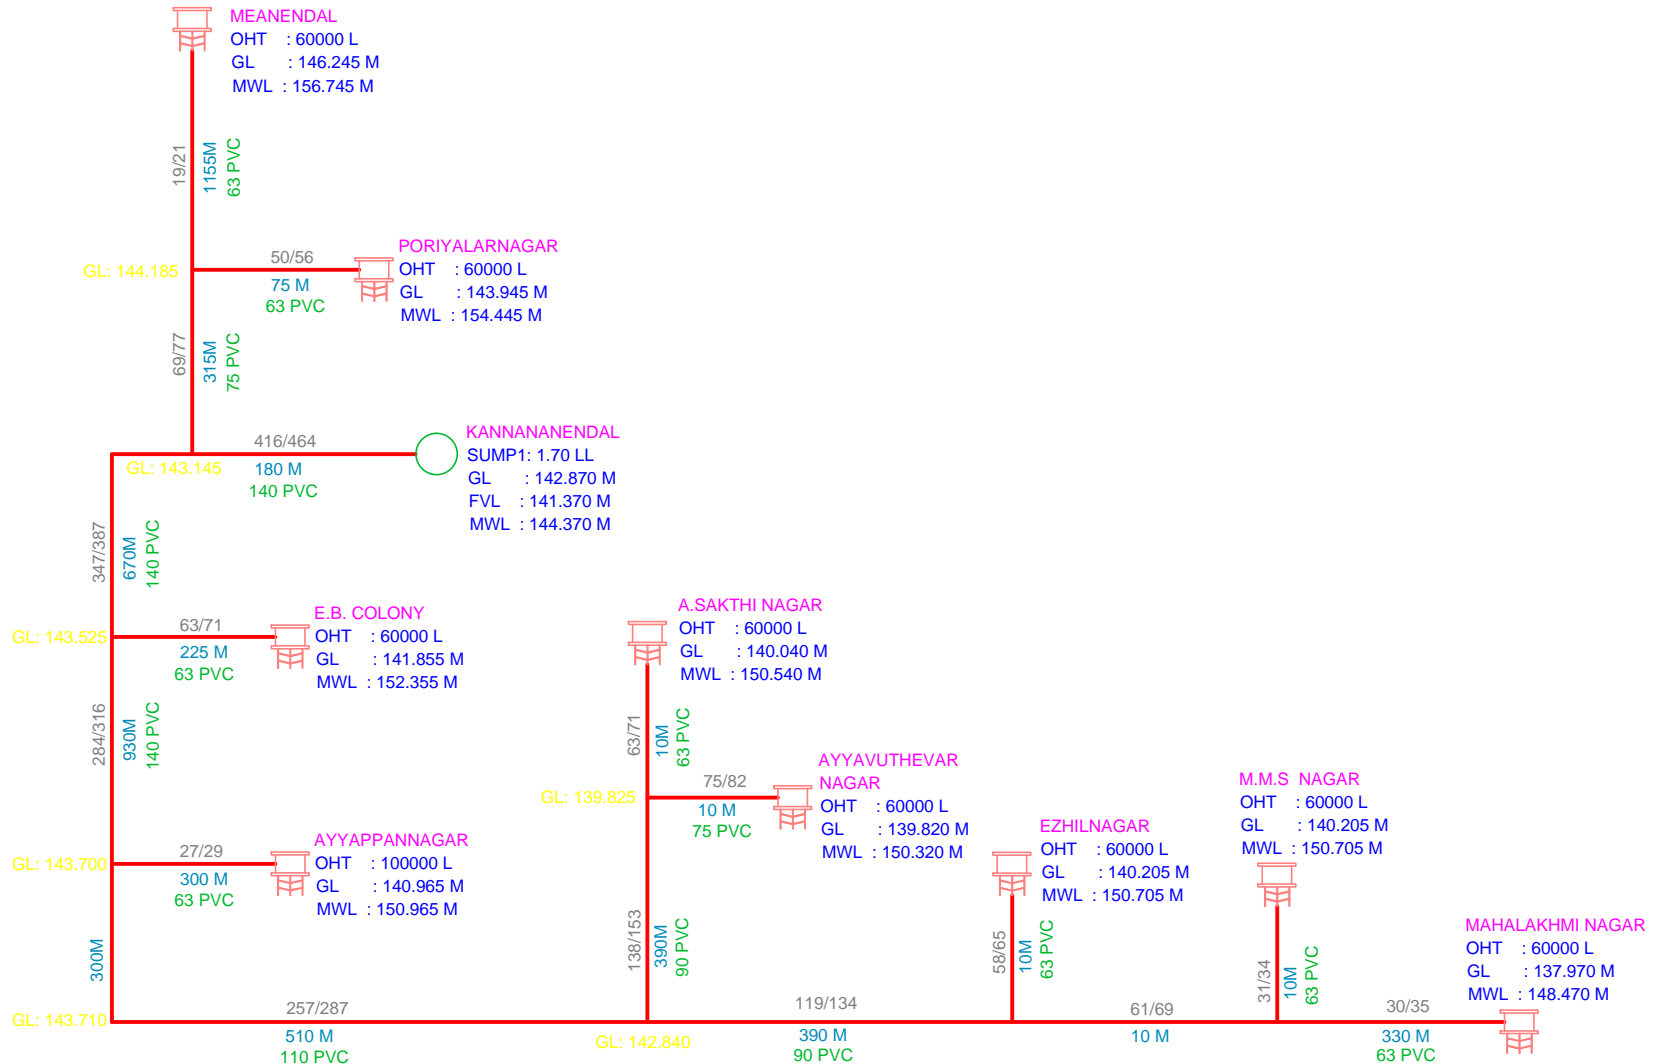 MEANENDAL
OHT : 60000 L
GL : 146.245 M
MWL : 156.745 M
19/21
1155M
63 PVC
PORIYALARNAGAR
OHT : 60000 L
GL : 143.945 M
MWL : 154.445 M
50/56
75 M
63 PVC
GL: 144.185
69/77
315M
75 PVC
KANNANANENDAL
SUMP1: 1.70 LL
GL : 142.870 M
FVL : 141.370 M
MWL : 144.370 M
416/464
180 M
140 PVC
GL: 143.145
347/387
670M
140 PVC
E.B. COLONY
OHT : 60000 L
GL : 141.855 M
MWL : 152.355 M
63/71
225 M
63 PVC
GL: 143.525
284/316
930M
140 PVC
AYYAPPANNAGAR
OHT : 100000 L
GL : 140.965 M
MWL : 150.965 M
27/29
300 M
63 PVC
GL: 143.700
300M
GL: 143.710
257/287
510 M
110 PVC
A.SAKTHI NAGAR
OHT : 60000 L
GL : 140.040 M
MWL : 150.540 M
63/71
10M
63 PVC
AYYAVUTHEVAR
NAGAR
OHT : 60000 L
GL : 139.820 M
MWL : 150.320 M
75/82
10 M
75 PVC
GL: 139.825
138/153
390M
90 PVC
GL: 142.840
119/134
390 M
90 PVC
EZHILNAGAR
OHT : 60000 L
GL : 140.205 M
MWL : 150.705 M
58/65
10M
63 PVC
61/69
10 M
M.M.S NAGAR
OHT : 60000 L
GL : 140.205 M
MWL : 150.705 M
31/34
10M
63 PVC
MAHALAKHMI NAGAR
OHT : 60000 L
GL : 137.970 M
MWL : 148.470 M
30/35
330 M
63 PVC